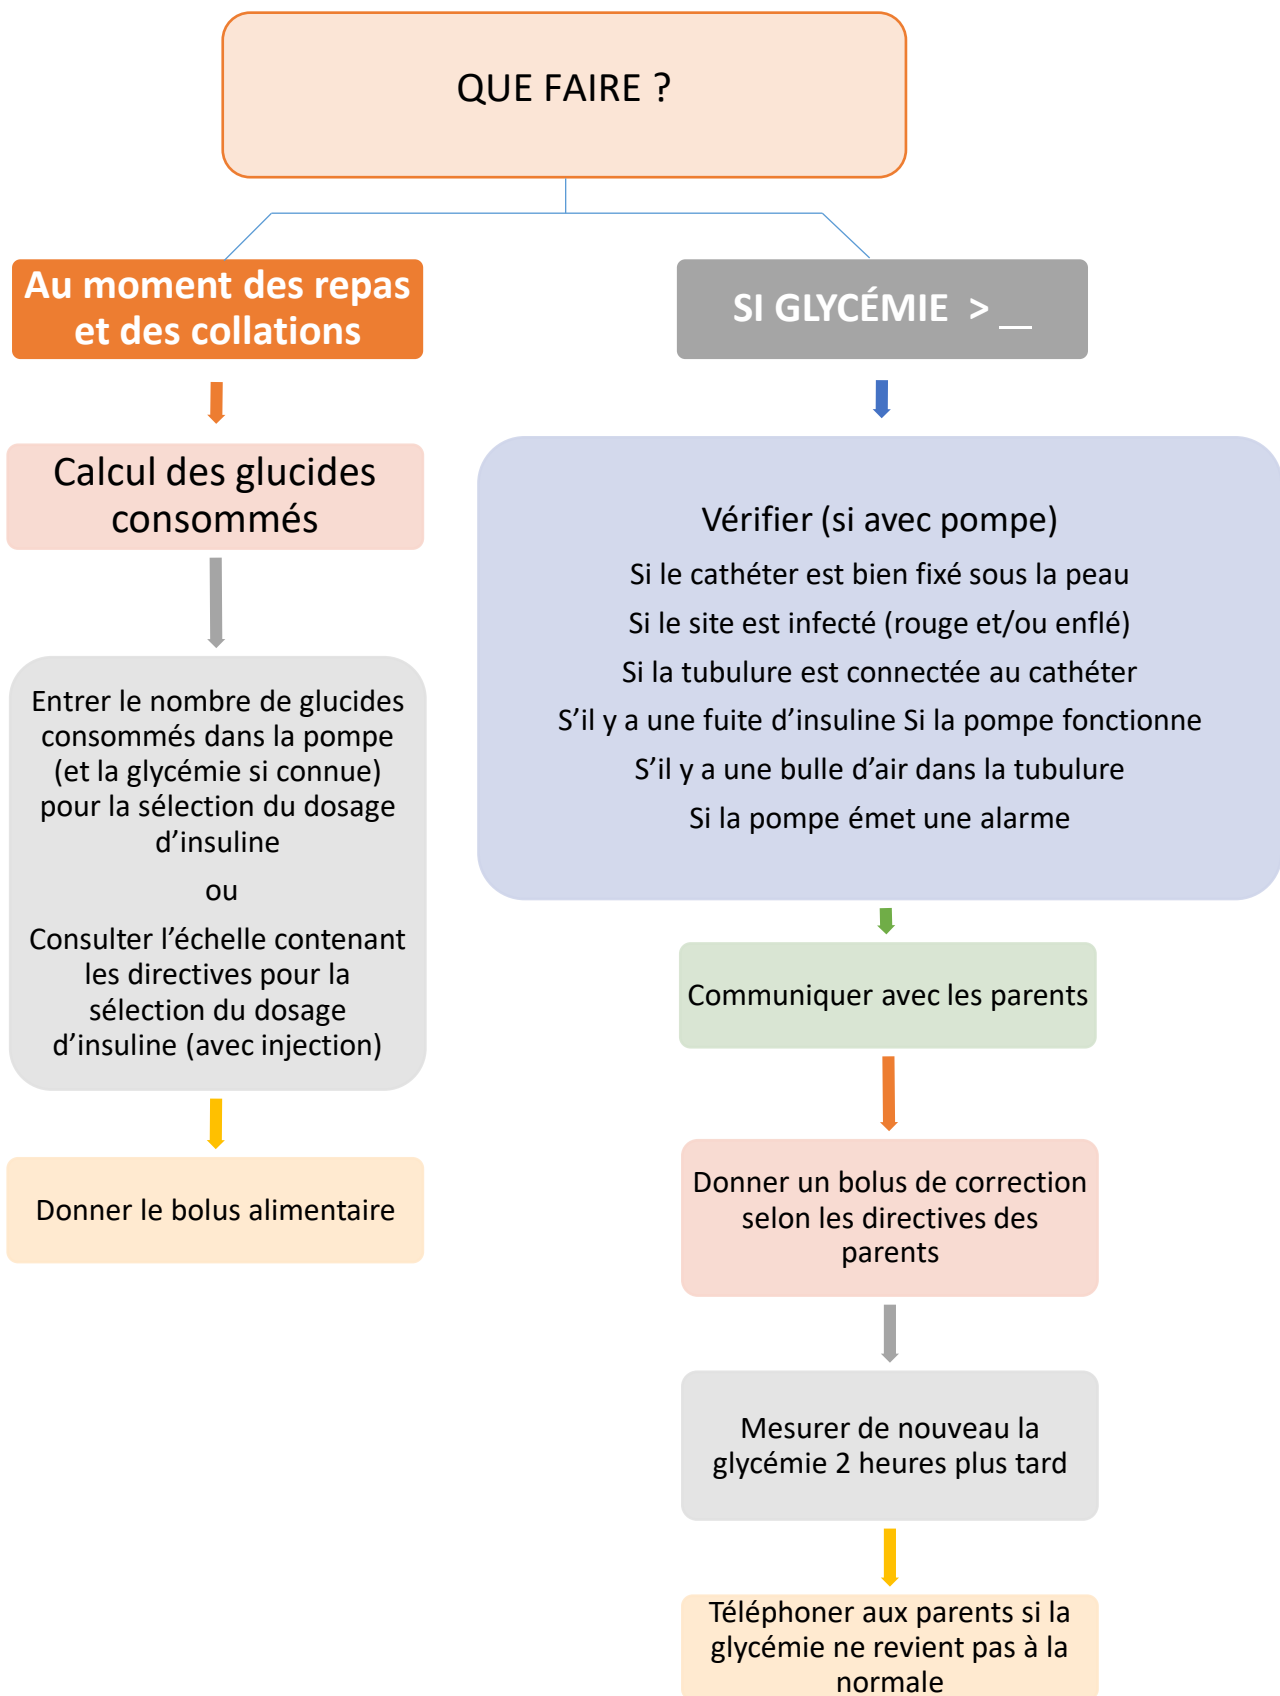 QUE FAIRE ?
Au moment des repas
et des collations
Calcul des glucides
consommés
Entrer le nombre de glucides
consommés dans la pompe
(et la glycémie si connue)
pour la sélection du dosage
d’insuline
ou
Consulter l’échelle contenant
les directives pour la
sélection du dosage
d’insuline (avec injection)
Donner le bolus alimentaire
SI GLYCÉMIE > __
Vérifier (si avec pompe)
Si le cathéter est bien fixé sous la peau
Si le site est infecté (rouge et/ou enflé)
Si la tubulure est connectée au cathéter
S’il y a une fuite d’insuline Si la pompe fonctionne
S’il y a une bulle d’air dans la tubulure
Si la pompe émet une alarme
Communiquer avec les parents
Donner un bolus de correction
selon les directives des
parents
Mesurer de nouveau la
glycémie 2 heures plus tard
Téléphoner aux parents si la
glycémie ne revient pas à la
normale